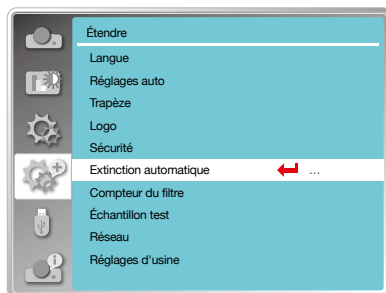 Étendre
Langue
Réglages auto
Trapèze
Logo
Sécurité
Extinction automatique ...
Compteur du filtre
Échantillon test
Réseau
Réglages d'usine